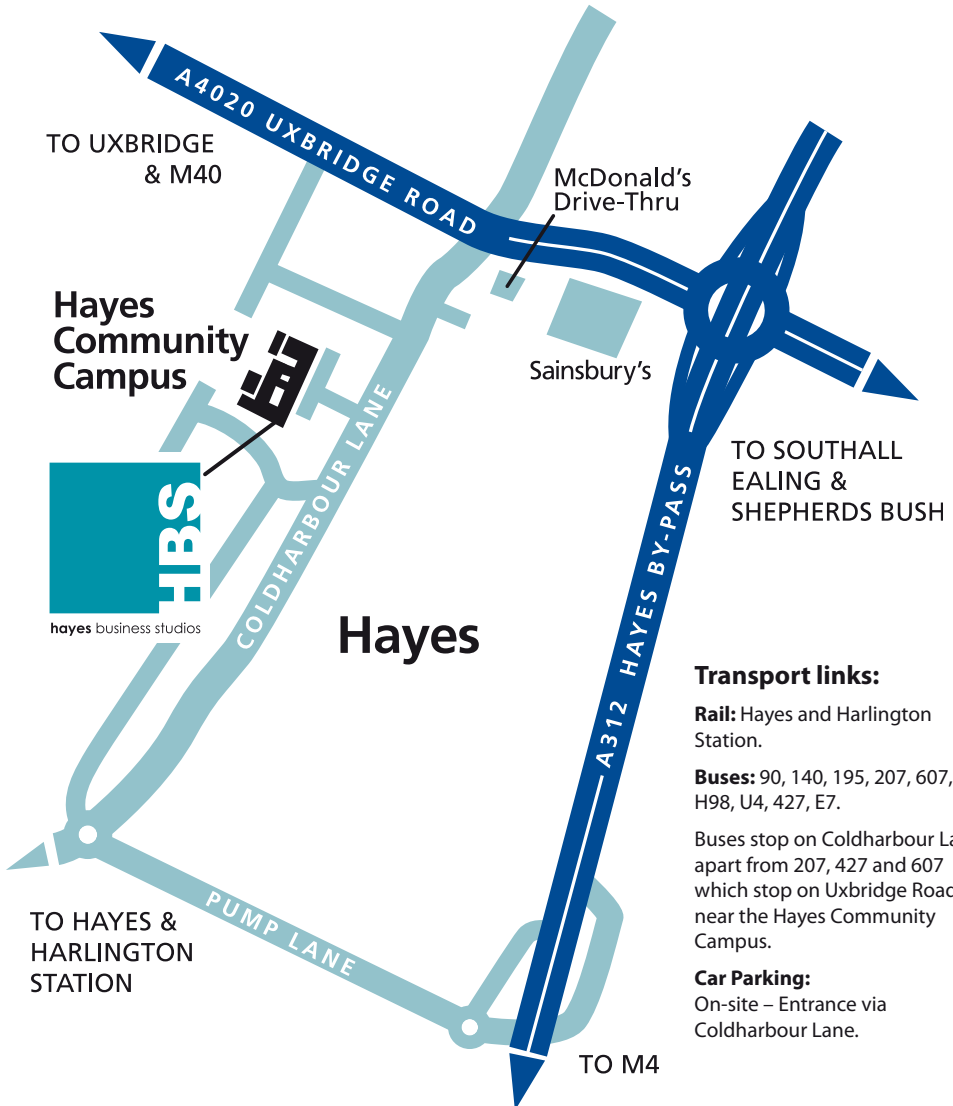 A4020 UXBRIDGE ROAD
TO UXBRIDGE
& M40
McDonald's
Drive-Thru
Hayes
Community
Campus
Sainsbury's
COLDHARBOUR LANE
TO SOUTHALL
EALING &
SHEPHERDS BUSH
HBS
hayes business studios
Hayes
A312 HAYES BY-PASS
Transport links:
Rail: Hayes and Harlington
Station.
Buses: 90, 140, 195, 207, 607,
H98, U4, 427, E7.
Buses stop on Coldharbour La
apart from 207, 427 and 607
which stop on Uxbridge Road
near the Hayes Community
Campus.
Car Parking:
On-site – Entrance via
Coldharbour Lane.
PUMP LANE
TO HAYES &
HARLINGTON
STATION
TO M4